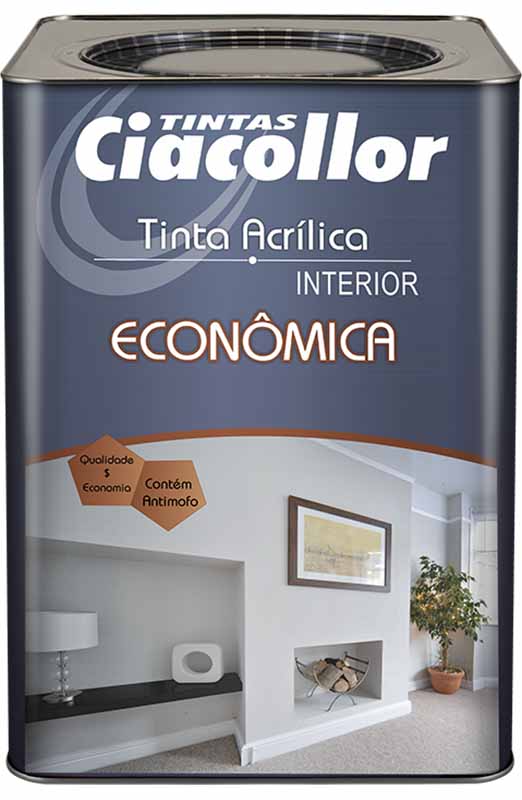 TINTAS
Ciacollor
Tinta Acrílica
INTERIOR
ECONÔMICA
Qualidade
$
Economia
Contém
Antimofo